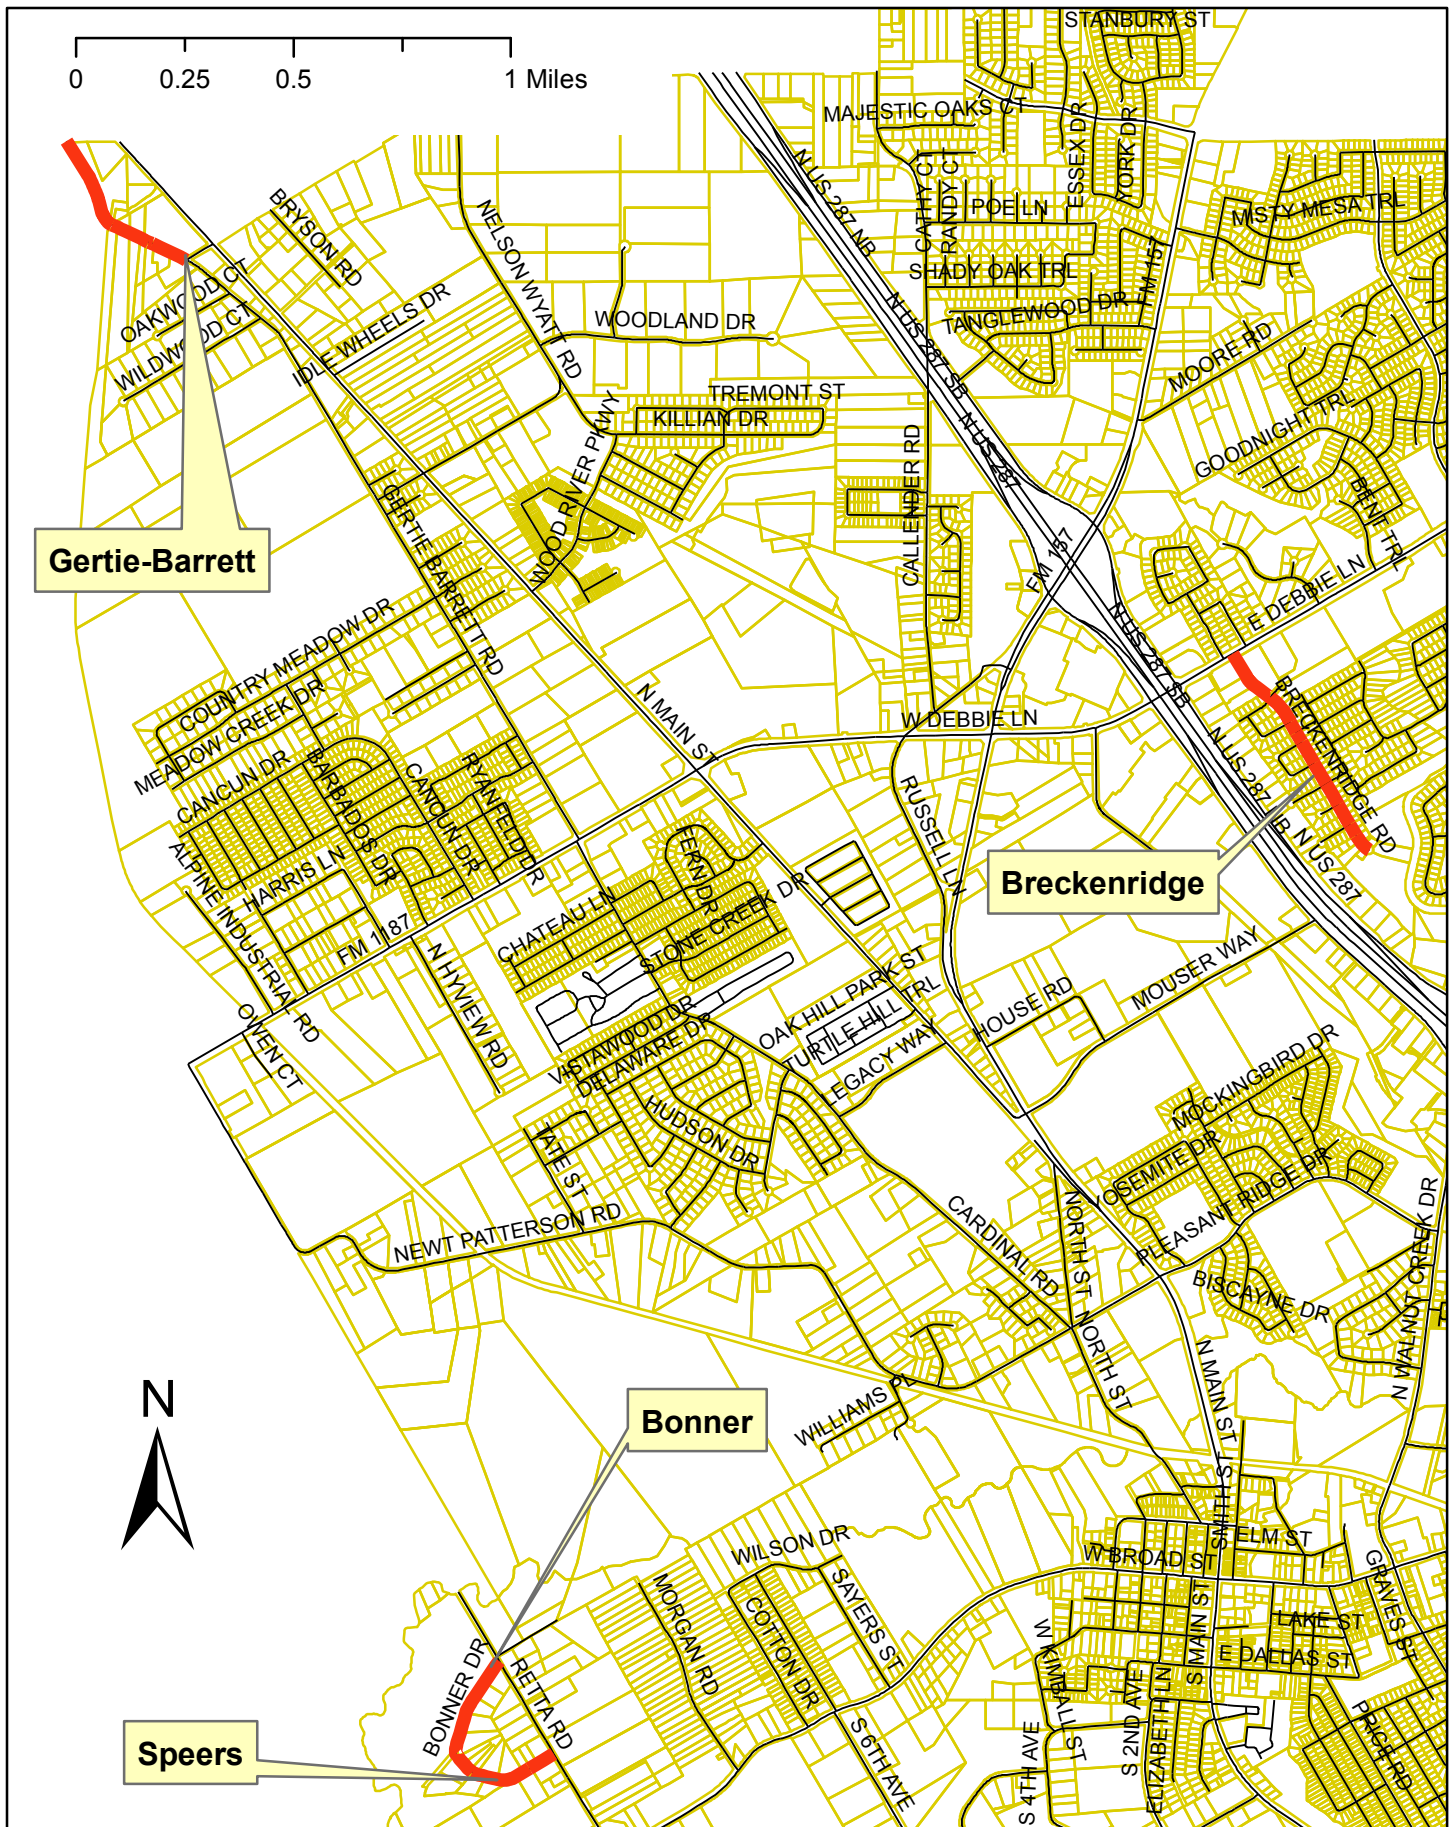 STANBURY ST
0 0.25 0.5 1 Miles
MAJESTIC OAKS CT
ESSEX DR
YORK DR
N US 287 NB
CATHY CT
RANDY CT
POE LN
MISTY MESA TRL
BRYSON RD
NELSON WYATT RD
SHADY OAK TRL
FM 157
OAKWOOD CT
WILDWOOD CT
IDLE WHEELS DR
WOODLAND DR
N US 287 SB
TANGLEWOOD DR
MOORE RD
TREMONT ST
KILLIAN DR
GOODNIGHT TRL
WOOD RIVER PKWY
CALLENDER RD
N US 287
BENT TRL
GERTIE BARRETT RD
Gertie-Barrett
FM 157
E DEBBIE LN
COUNTRY MEADOW DR
MEADOW CREEK DR
N US 287 SB
N MAIN ST
W DEBBIE LN
BRECKENRIDGE RD
CANCUN DR
BARBADOS DR
CANCUN DR
RYANFELD DR
RUSSELL LN
N US 287 NB
N US 287
ALPINE INDUSTRIAL RD
HARRIS LN
FERN DR
Breckenridge
CHATEAU LN
STONE CREEK DR
FM 1187
N HYVIEW RD
OAK HILL PARK ST
TURTLE HILL TRL
HOUSE RD
MOUSER WAY
OWEN CT
VISTAWOOD DR
DELAWARE DR
LEGACY WAY
MOCKINGBIRD DR
HUDSON DR
TATE ST
YOSEMITE DR
PLEASANT RIDGE DR
NEWT PATTERSON RD
CARDINAL RD
NORTH ST
N WALNUT CREEK DR
BISCAYNE DR
NORTH ST
N MAIN ST
N
Bonner
WILLIAMS PL
SMITH ST
ELM ST
WILSON DR
W BROAD ST
GRAVES ST
MORGAN RD
SAYERS ST
COTTON DR
S MAIN ST
LAKE ST
BONNER DR
RETTA RD
W KIMBALL ST
E DALLAS ST
Speers
S 6TH AVE
S 4TH AVE
S 2ND AVE
ELIZABETH LN
PRICE RD